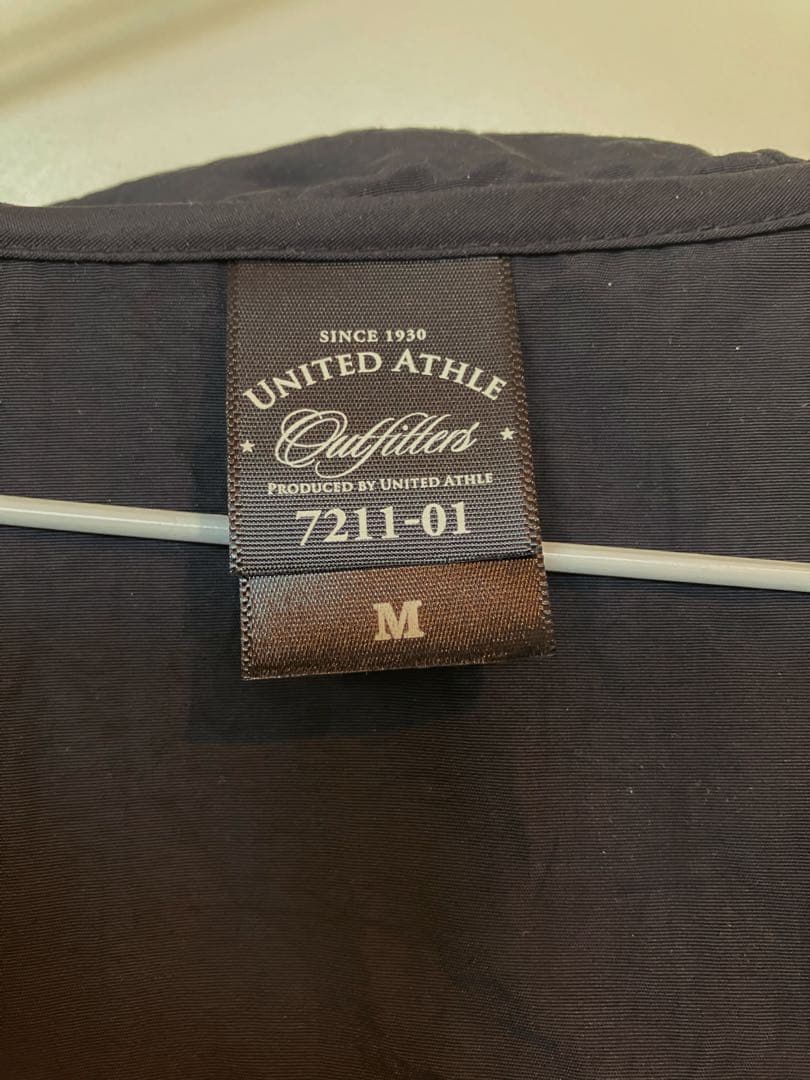 SINCE 1930
UNITED ATHLE
Outfitters
PRODUCED BY UNITED ATHLE
7211-01
M